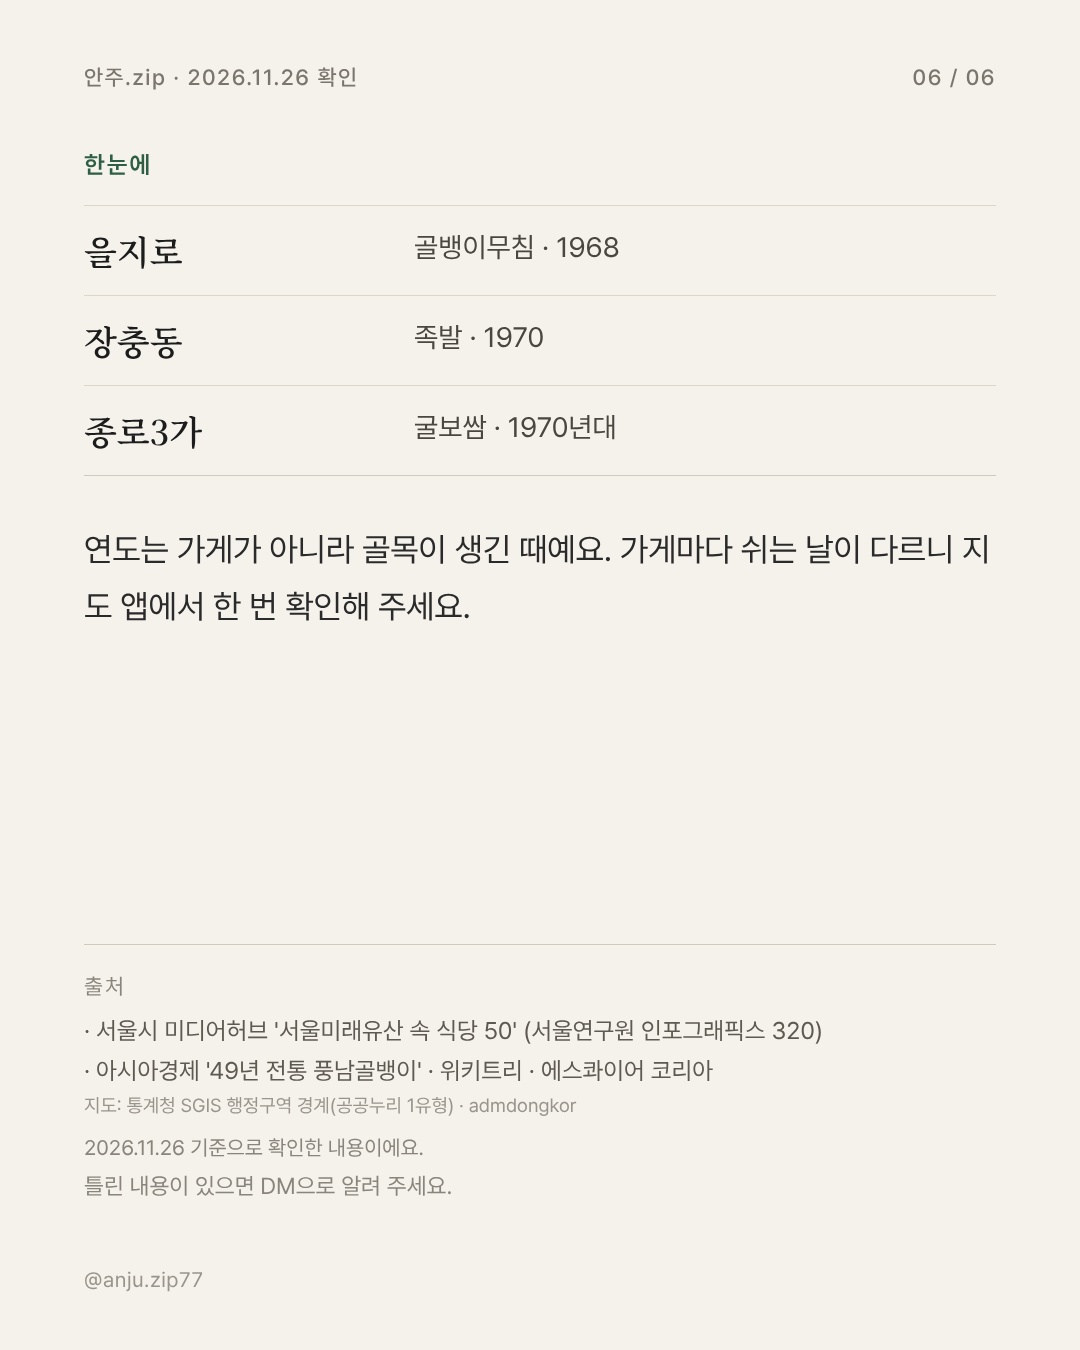 안주.zip · 2026.11.26 확인
06 / 06
한눈에
을지로
골뱅이무침 · 1968
장충동
족발 · 1970
종로3가
굴보쌈 · 1970년대
연도는 가게가 아니라 골목이 생긴 때예요. 가게마다 쉬는 날이 다르니 지
도 앱에서 한 번 확인해 주세요.
출처
· 서울시 미디어허브 '서울미래유산 속 식당 50' (서울연구원 인포그래픽스 320)
· 아시아경제 '49년 전통 풍남골뱅이' · 위키트리 · 에스콰이어 코리아
지도: 통계청 SGIS 행정구역 경계(공공누리 1유형) · admdongkor
2026.11.26 기준으로 확인한 내용이에요.
틀린 내용이 있으면 DM으로 알려 주세요.
@anju.zip77